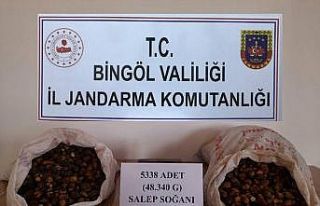 T.C.
BİNGÖL VALİLİĞİ
İL JANDARMA KOMUTANLIĞI
5338 ADET
(48.340 G)
SALEP SOĞANI